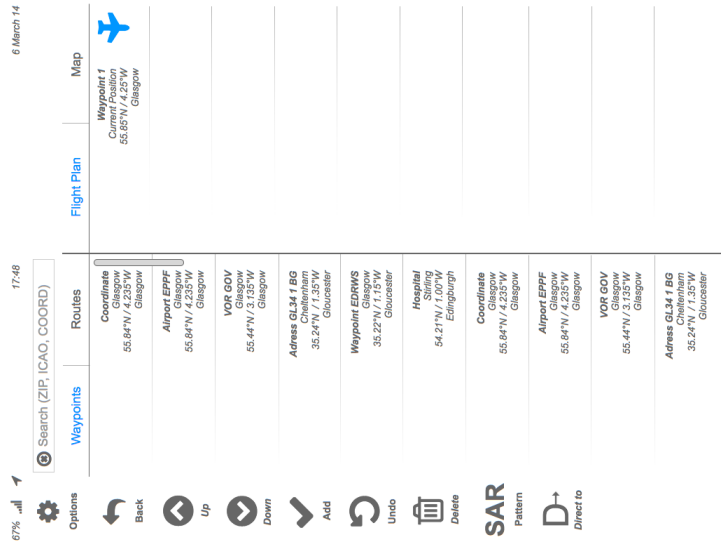 67%
17:48
6 March 14
Search (ZIP, ICAO, COORD)
Options
Waypoints
Routes
Flight Plan
Map
Back
Up
Down
Add
Undo
Delete
SAR
Pattern
Direct to
Coordinate
Glasgow
55.84°N / 4.235°W
Glasgow
Airport EPPF
Glasgow
55.84°N / 4.235°W
Glasgow
VOR GOV
Glasgow
55.44°N / 3.135°W
Glasgow
Adress GL34 1 BG
Cheltenham
35.24°N / 1.35°W
Gloucester
Waypoint EDRWS
Glasgow
35.22°N / 1.15°W
Gloucester
Hospital
Stirling
54.21°N / 1.00°W
Edingburgh
Coordinate
Glasgow
55.84°N / 4.235°W
Glasgow
Airport EPPF
Glasgow
55.84°N / 4.235°W
Glasgow
VOR GOV
Glasgow
55.44°N / 3.135°W
Glasgow
Adress GL34 1 BG
Cheltenham
35.24°N / 1.35°W
Gloucester
Waypoint 1
Current Position
55.85°N / 4.25°W
Glasgow